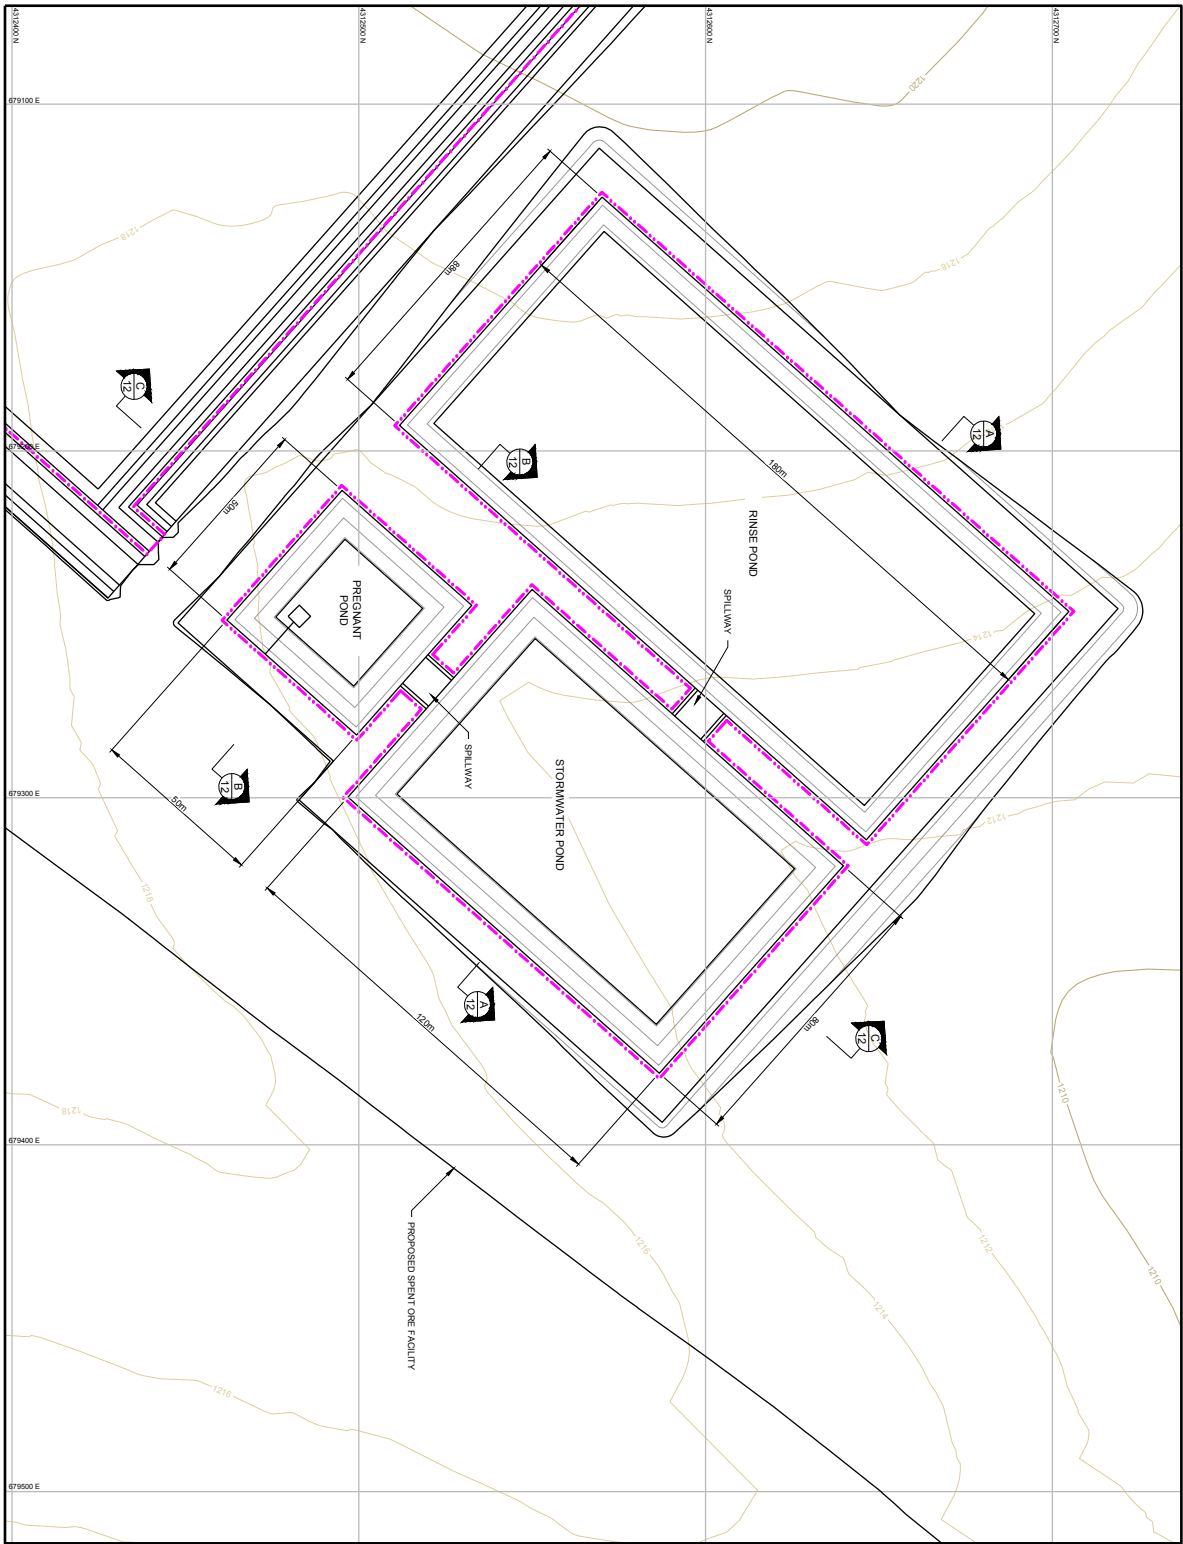 4312400 N
4312500 N
4312600 N
4312700 N
679100 E
679200 E
679300 E
679400 E
679500 E
1220
1218
1218
1214
1212
1216
1218
1210
1210
1216
1212
1214
1216
88m
180m
50m
50m
120m
80m
A
12
B
12
C
12
B
12
A
12
C
12
RINSE POND
SPILLWAY
PREGNANT
POND
SPILLWAY
STORMWATER POND
PROPOSED SPENT ORE FACILITY